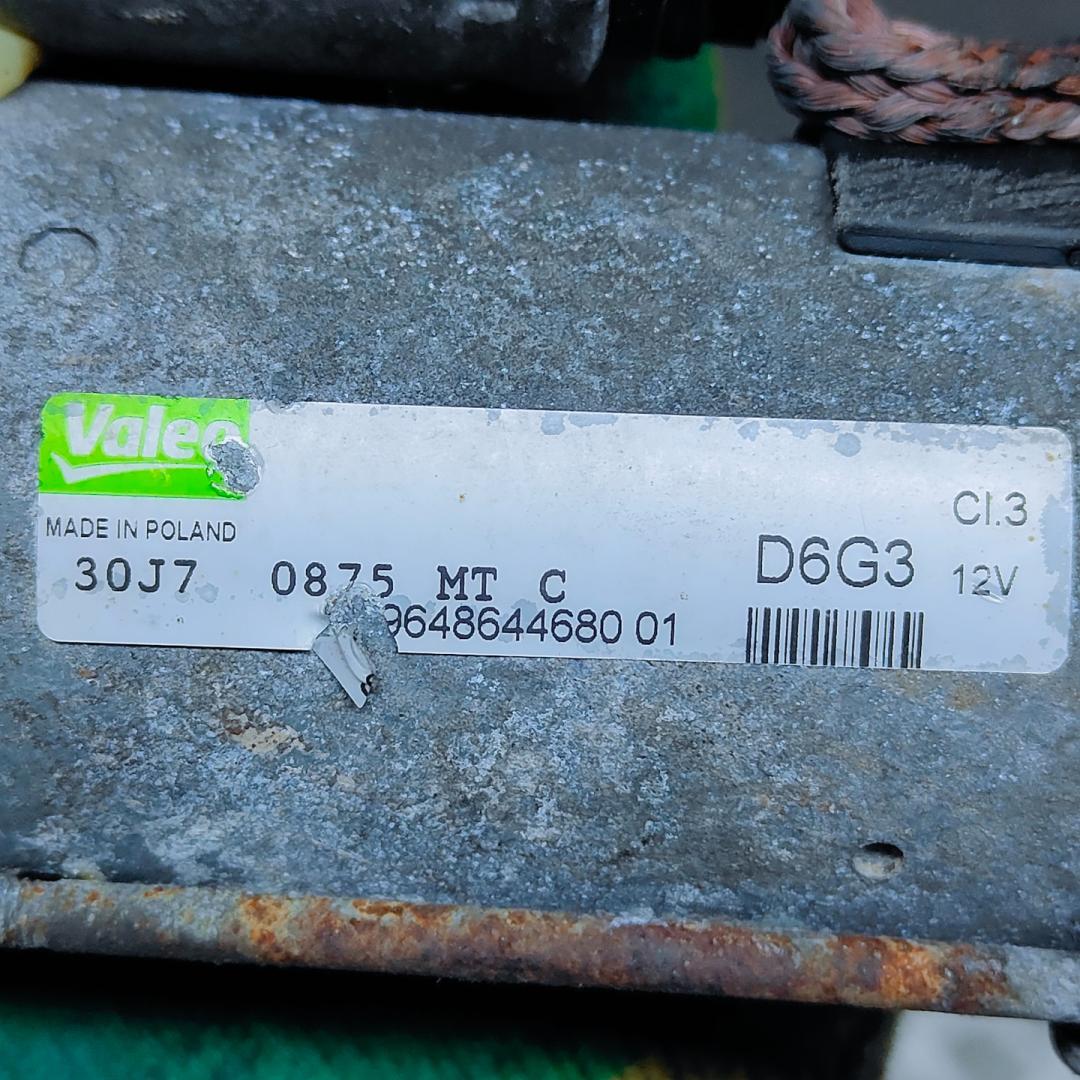 Valeo
MADE IN POLAND
30J7 0875 MT C
9648644680 01
D6G3
Cl.3
12V